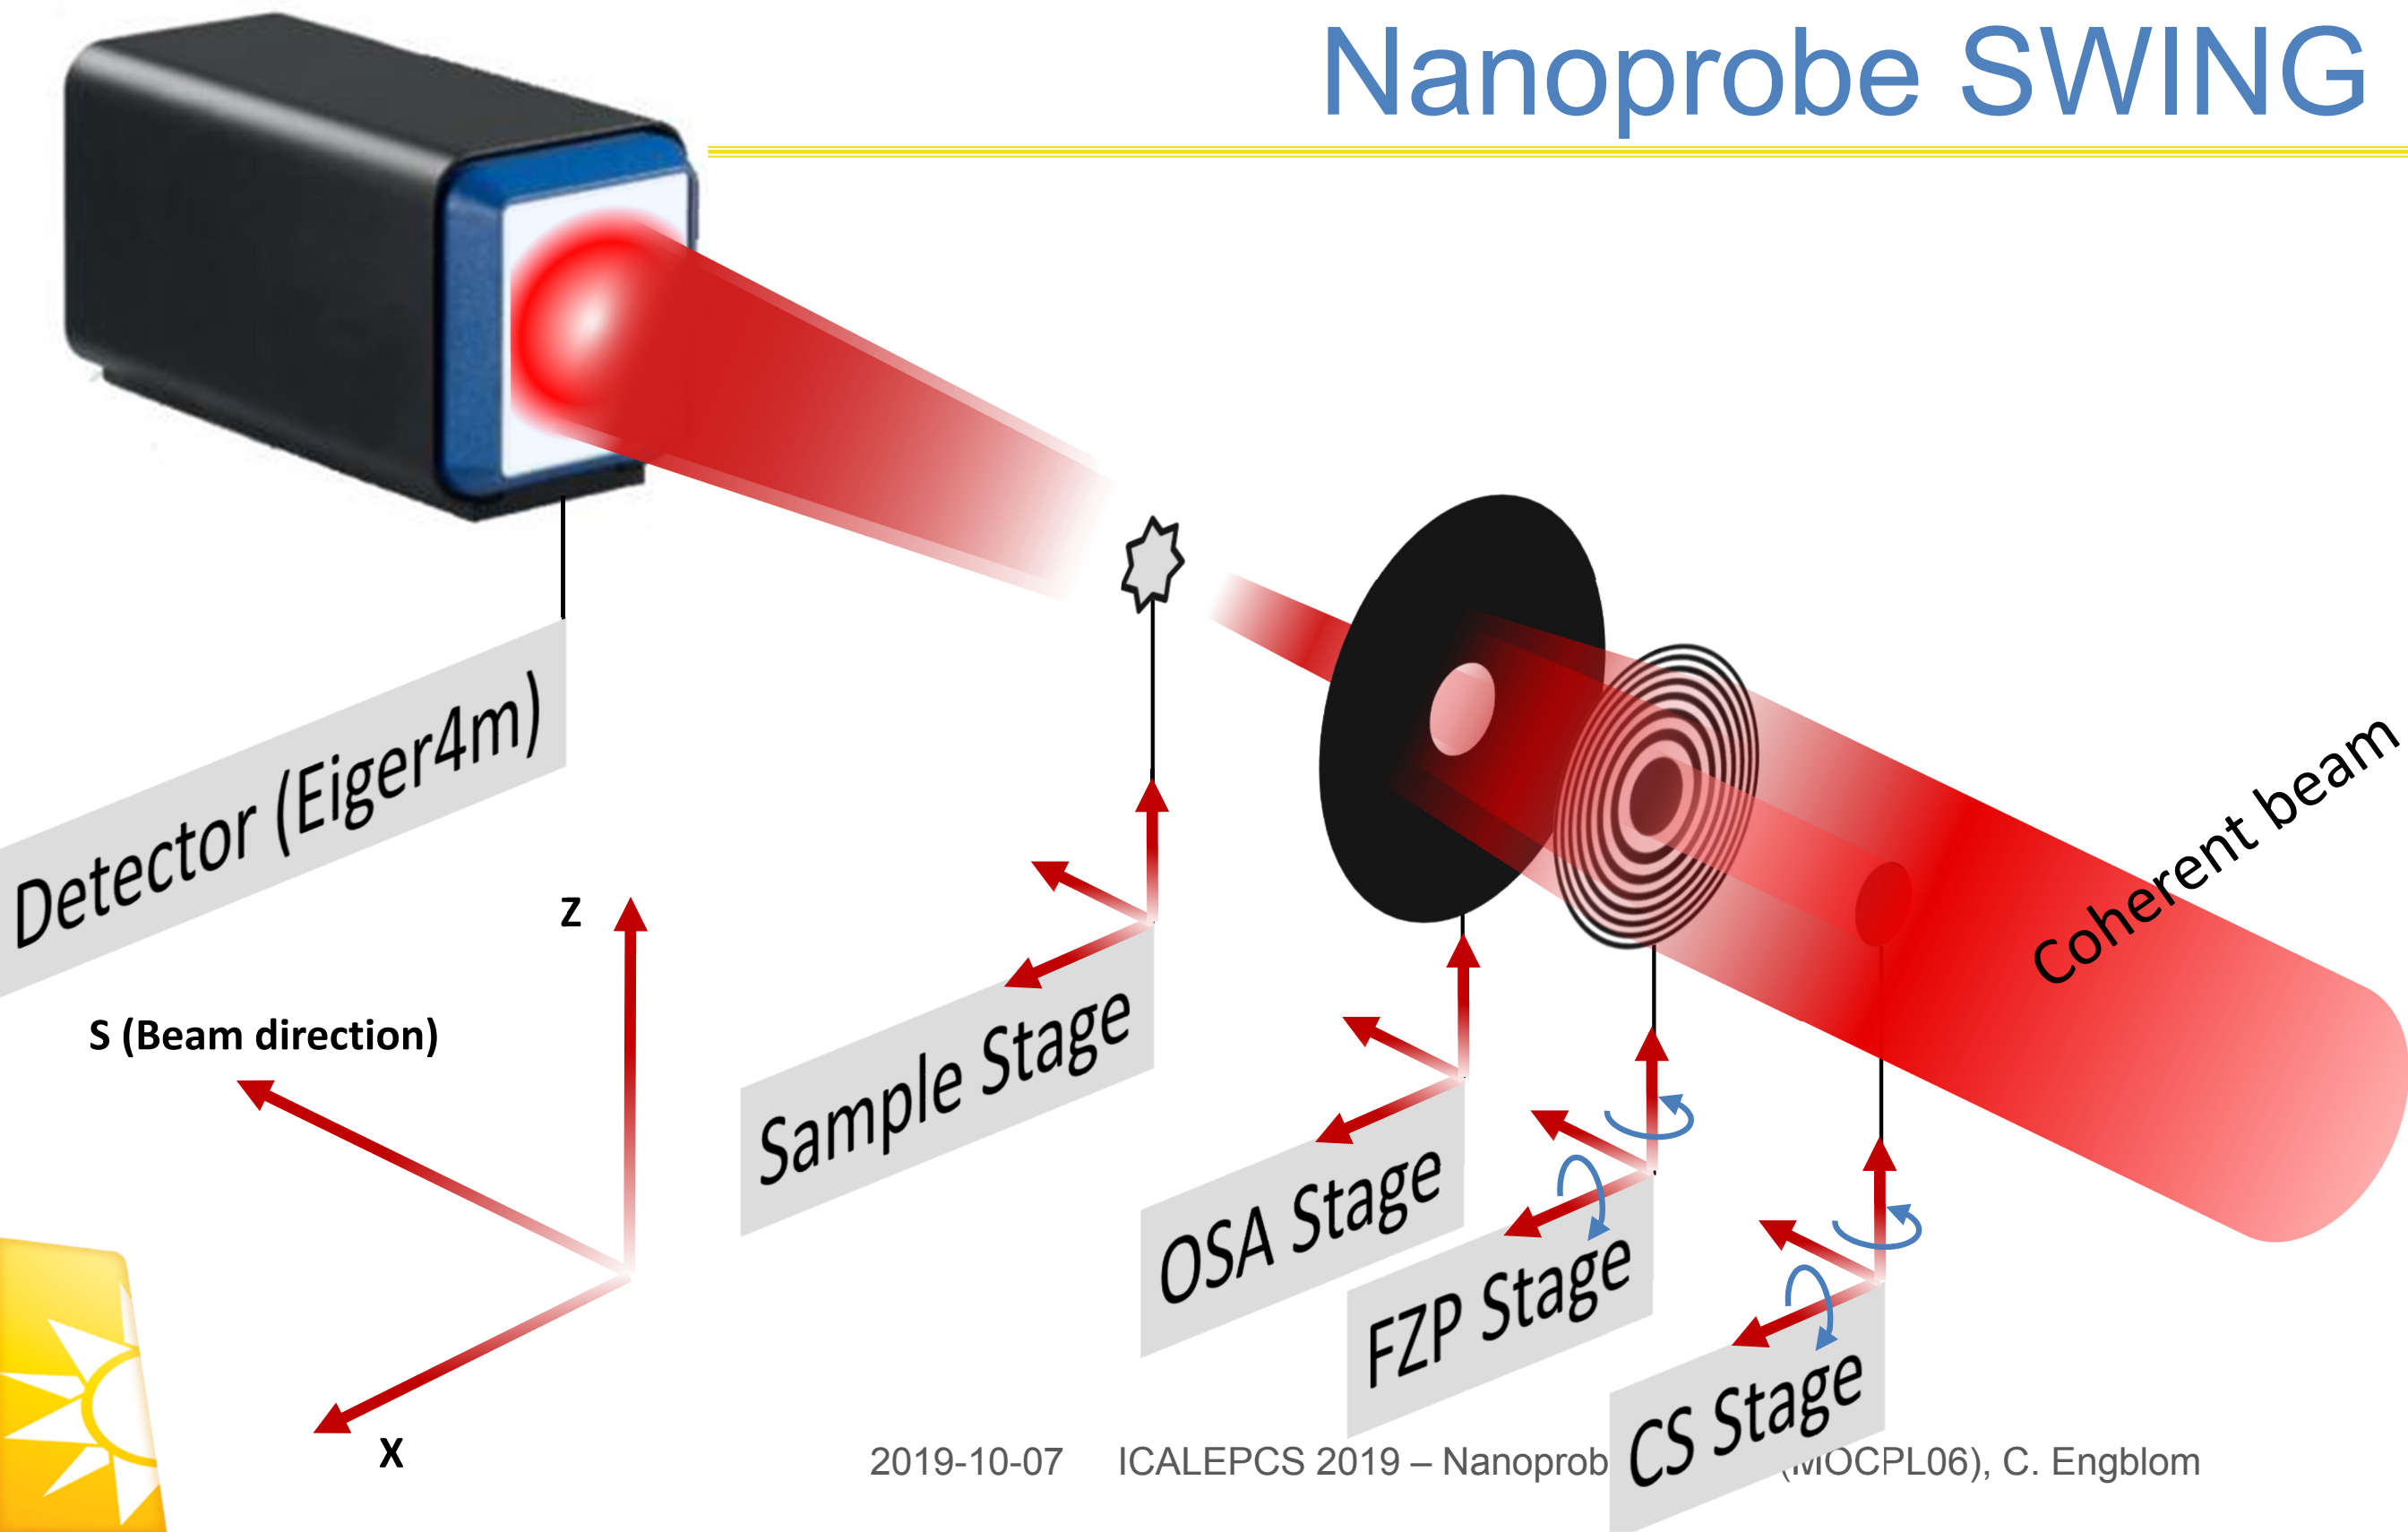 Nanoprobe SWING
Coherent beam
Detector (Eiger4m)
Z
S (Beam direction)
X
Sample Stage
OSA Stage
FZP Stage
CS Stage
2019-10-07 ICALEPCS 2019 – Nanoprob (MOCPL06), C. Engblom